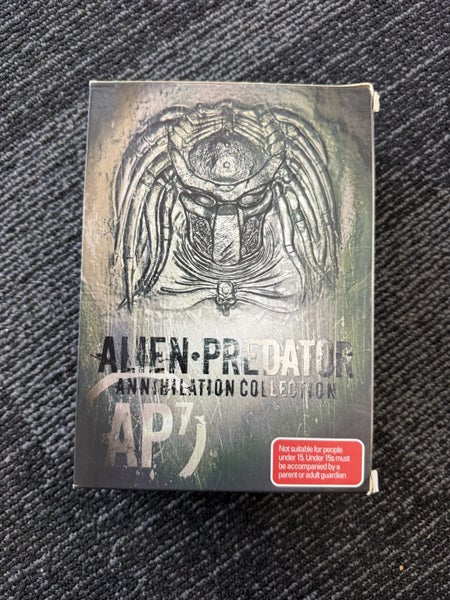 ALIEN·PREDATOR
ANNIHILATION COLLECTION
AP7
Not suitable for people
under 15. Under 15s must
be accompanied by a
parent or adult guardian